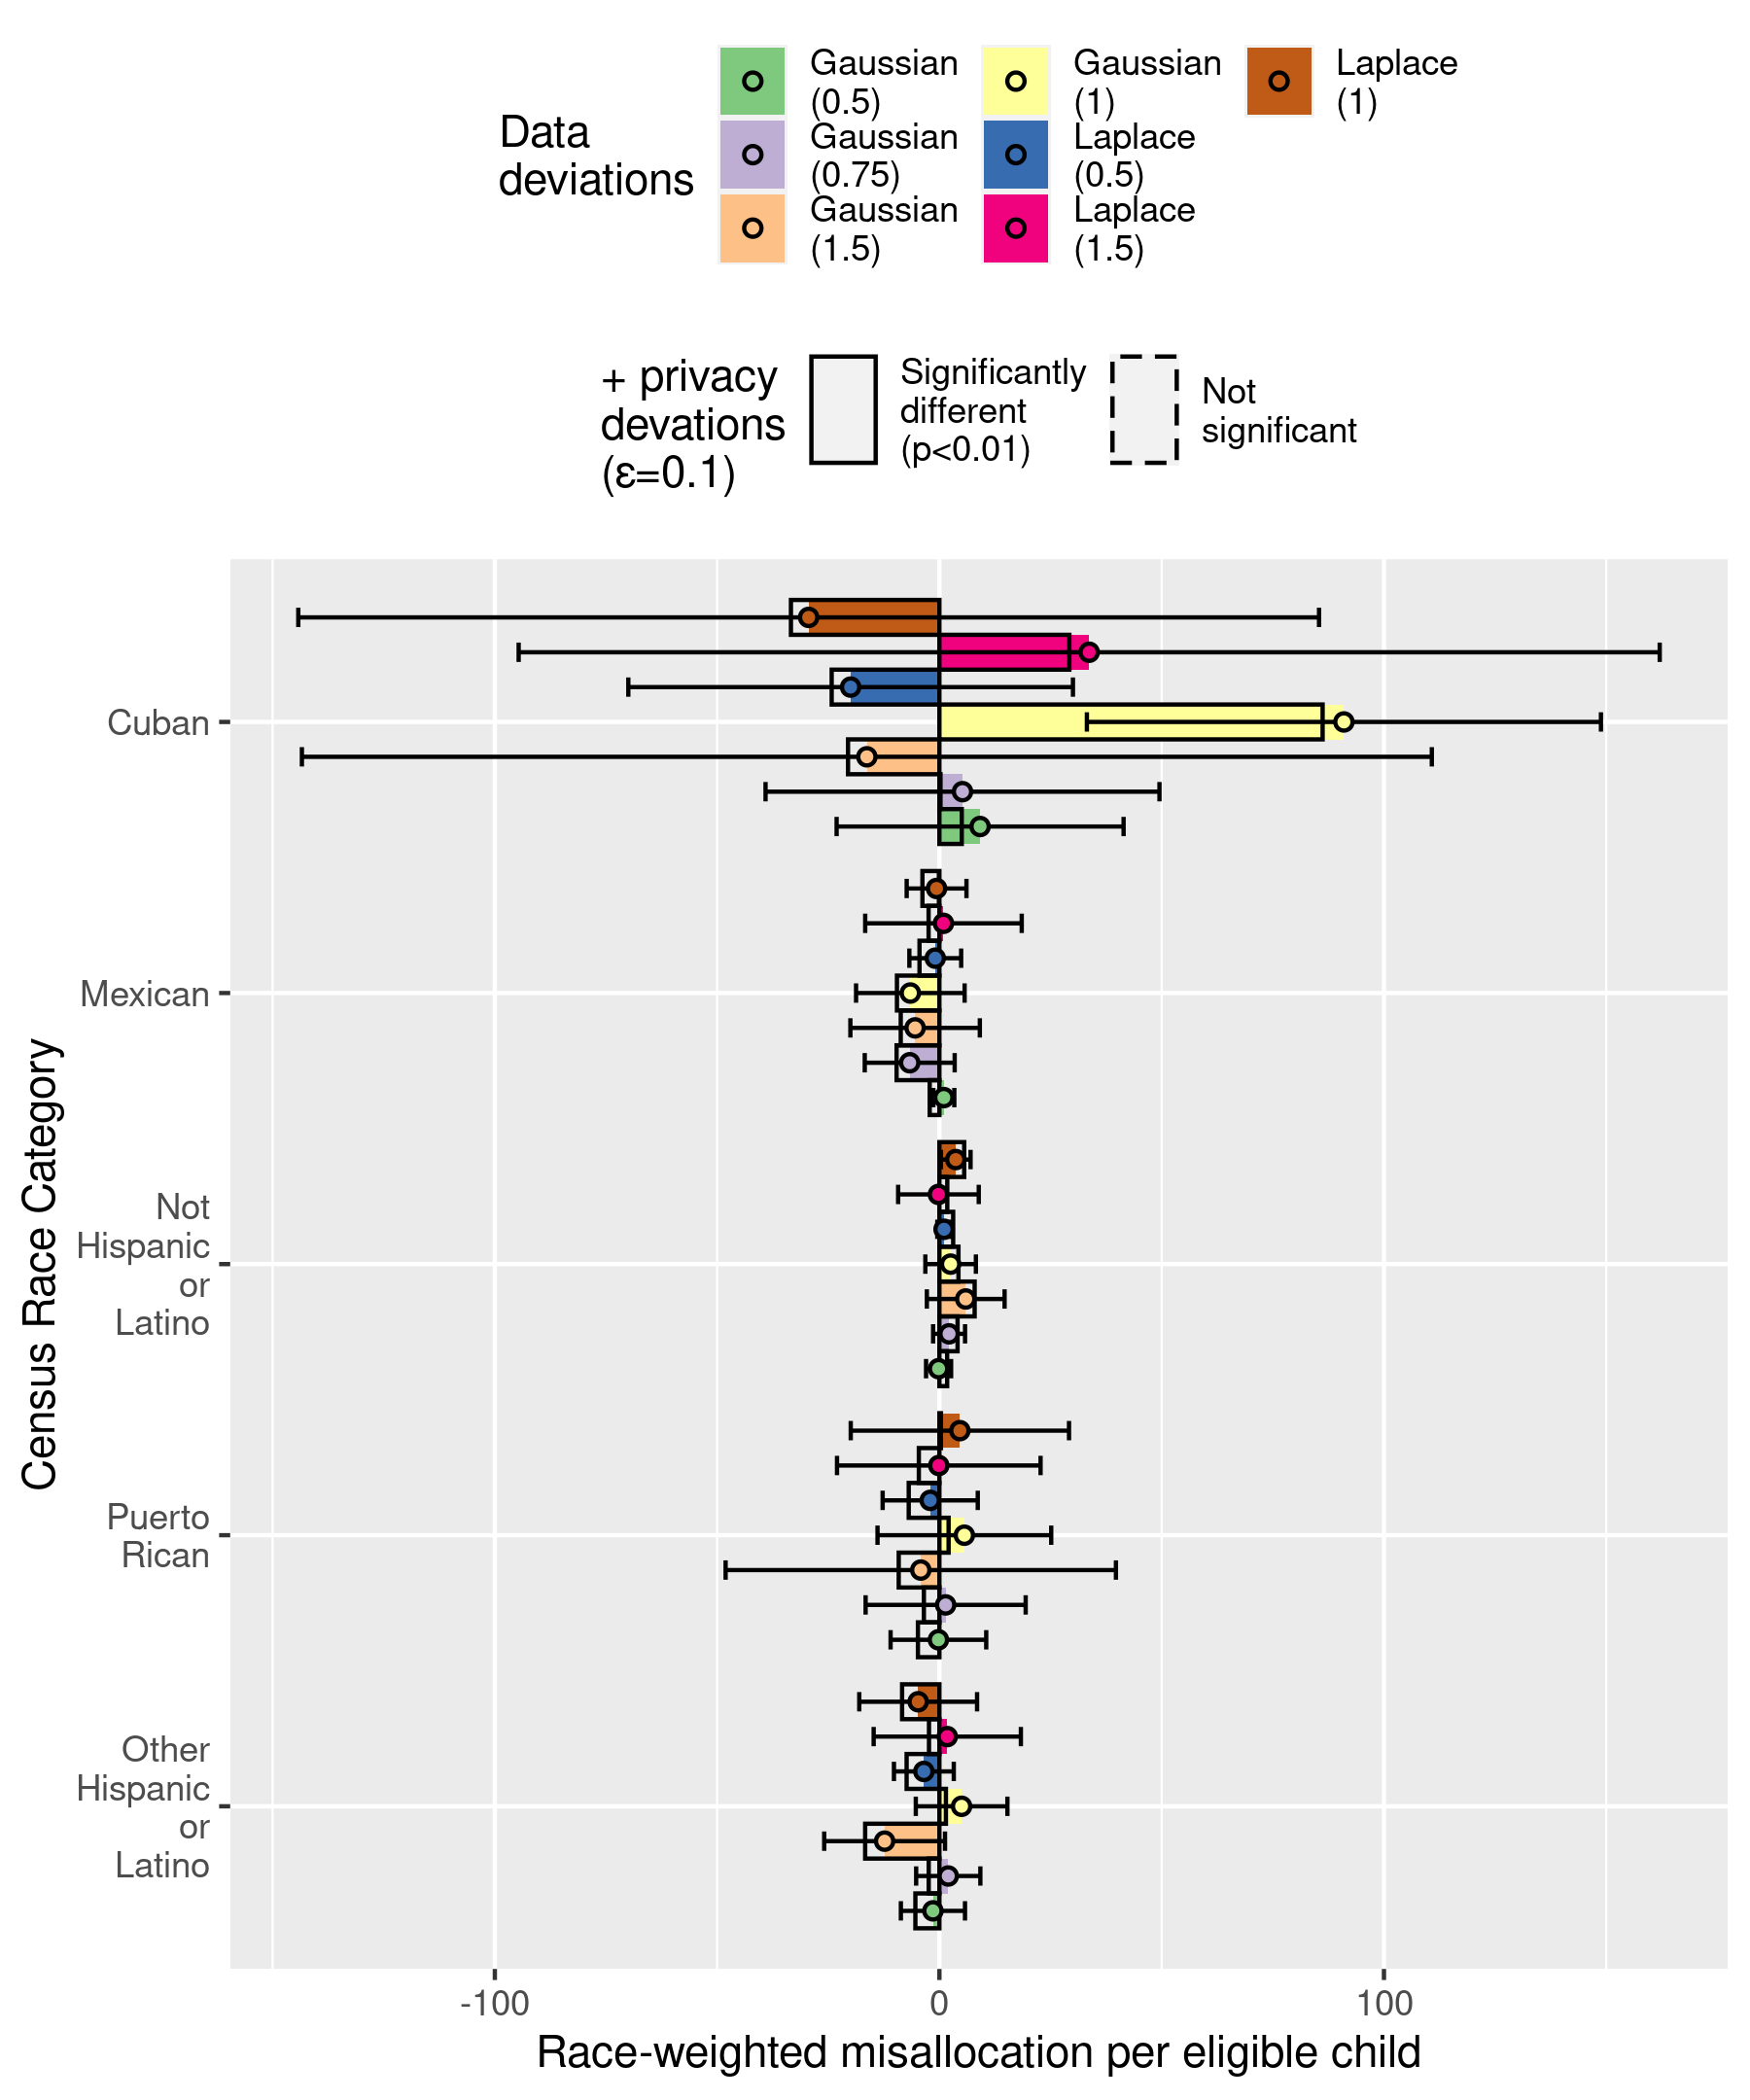 Data
deviations
Gaussian
(0.5)
Gaussian
(0.75)
Gaussian
(1.5)
Gaussian
(1)
Laplace
(0.5)
Laplace
(1.5)
Laplace
(1)
+ privacy
devations
(ε=0.1)
Significantly
different
(p<0.01)
Not
significant
Census Race Category
Cuban
Mexican
Not
Hispanic
or
Latino
Puerto
Rican
Other
Hispanic
or
Latino
-100
0
100
Race-weighted misallocation per eligible child